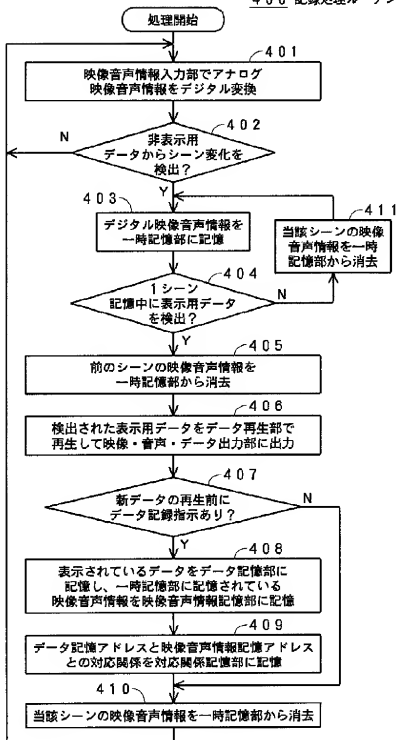 400 記録処理ルーチン
処理開始
401
映像音声情報入力部でアナログ
映像音声情報をデジタル変換
402
N
非表示用
データからシーン変化を
検出?
Y
403
411
デジタル映像音声情報を
一時記憶部に記憶
当該シーンの映像
音声情報を一時
記憶部から消去
404
1シーン
記憶中に表示用データ
を検出?
N
Y
405
前のシーンの映像音声情報を
一時記憶部から消去
406
検出された表示用データをデータ再生部で
再生して映像・音声・データ出力部に出力
407
新データの再生前に
データ記録指示あり?
N
Y
408
表示されているデータをデータ記憶部に
記憶し、一時記憶部に記憶されている
映像音声情報を映像音声情報記憶部に記憶
409
データ記憶アドレスと映像音声情報記憶アドレス
との対応関係を対応関係記憶部に記憶
410
当該シーンの映像音声情報を一時記憶部から消去